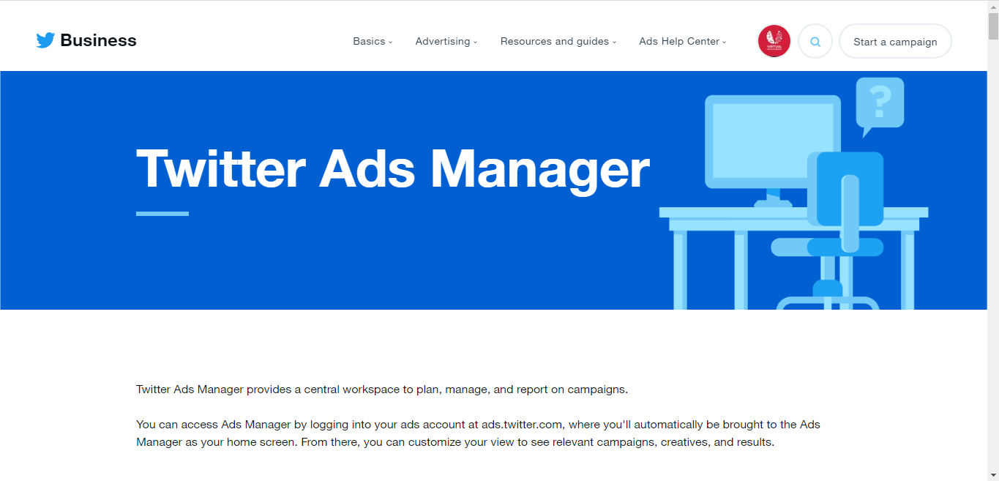 Business
Basics
Advertising
Resources and guides
Ads Help Center
VIRTUAL
Start a campaign
?
Twitter Ads Manager
Twitter Ads Manager provides a central workspace to plan, manage, and report on campaigns.
You can access Ads Manager by logging into your ads account at ads.twitter.com, where you'll automatically be brought to the Ads
Manager as your home screen. From there, you can customize your view to see relevant campaigns, creatives, and results.